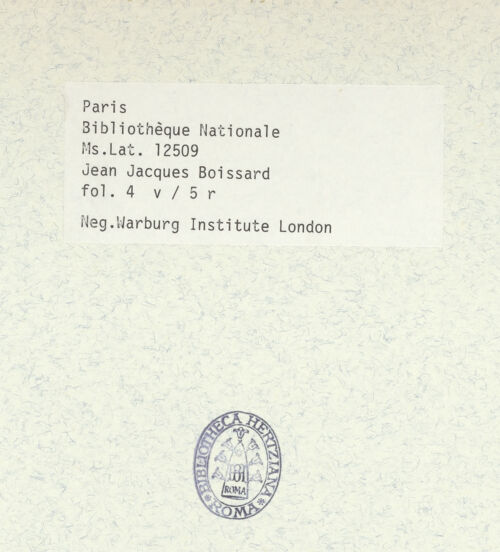 Paris
Bibliothèque Nationale
Ms.Lat. 12509
Jean Jacques Boissard
fol. 4  v / 5 r
Neg.Warburg Institute London
BIBLIOTHECA HERTZIANA
ROMA
ROMA